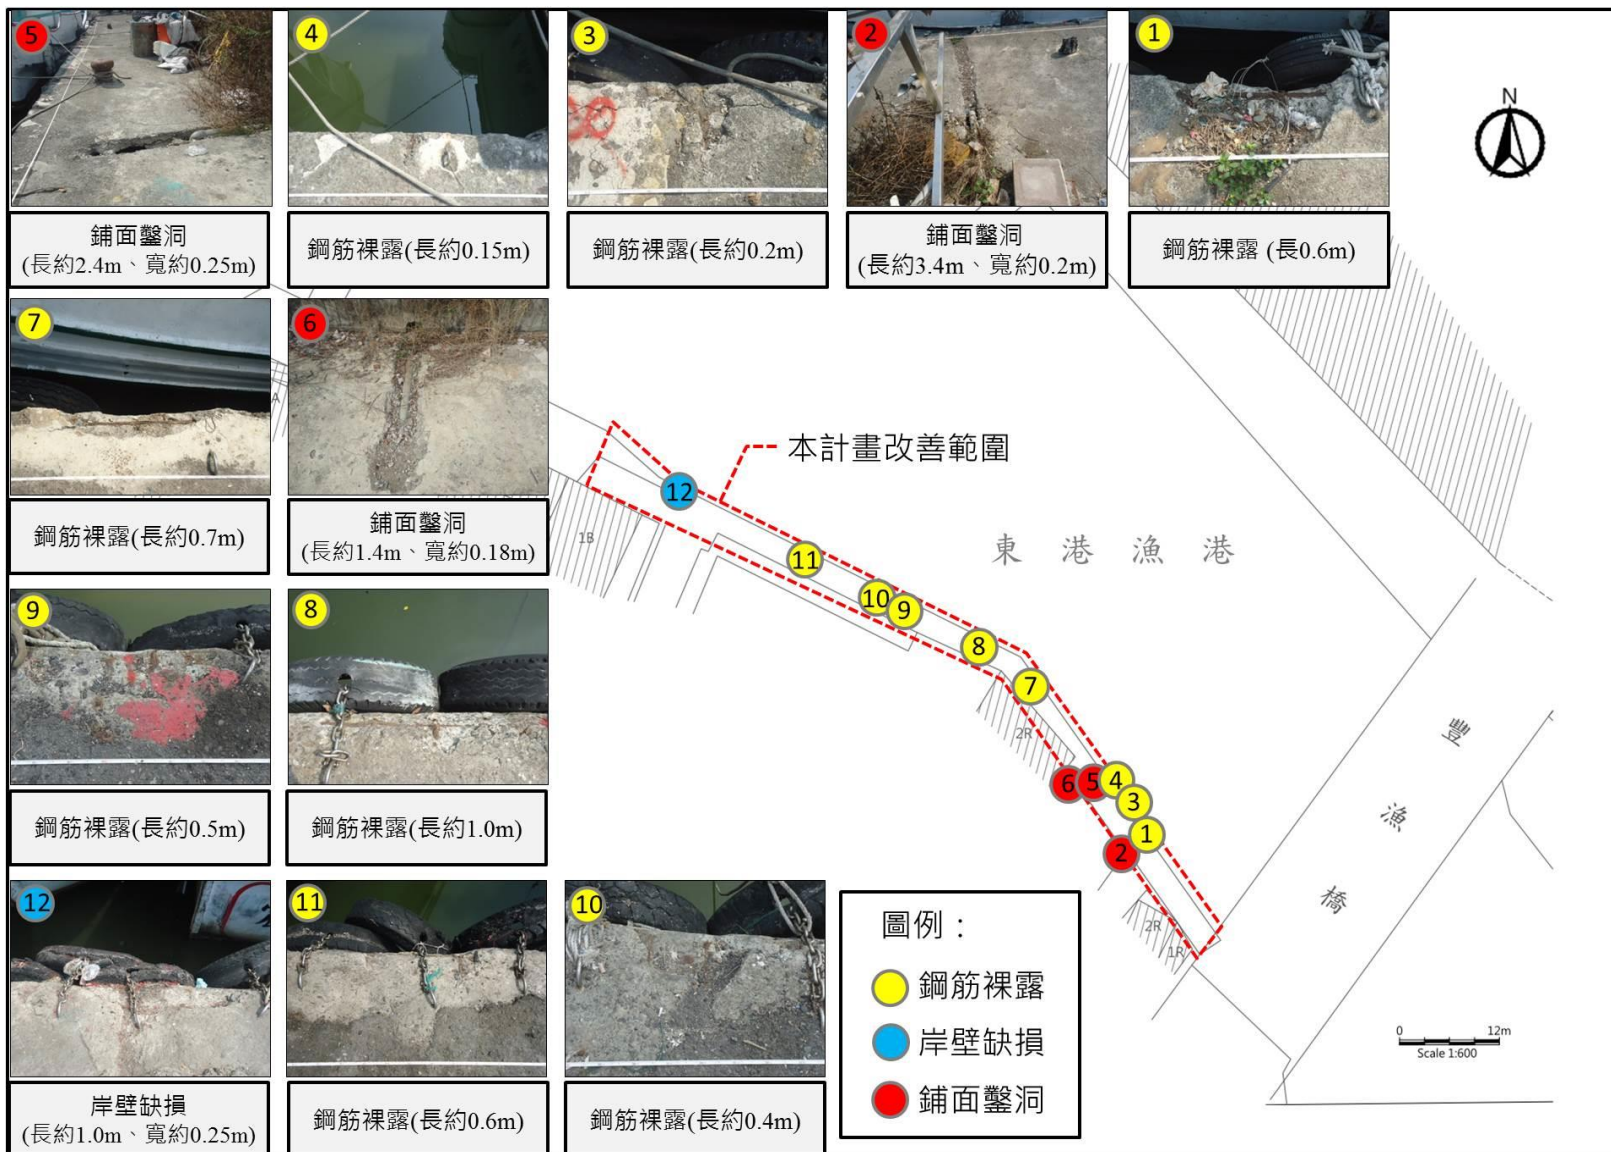 5
4
3
2
1
N
鋪面鑿洞
(長約2.4m、寬約0.25m)
鋼筋裸露(長約0.15m)
鋼筋裸露(長約0.2m)
鋪面鑿洞
(長約3.4m、寬約0.2m)
鋼筋裸露 (長0.6m)
7
6
鋼筋裸露(長約0.7m)
鋪面鑿洞
(長約1.4m、寬約0.18m)
A
本計畫改善範圍
12
1B
11
東港漁港
10
9
8
7
2R
6
5
4
3
1
2
2R
1R
豐漁橋
9
8
鋼筋裸露(長約0.5m)
鋼筋裸露(長約1.0m)
12
11
10
岸壁缺損
(長約1.0m、寬約0.25m)
鋼筋裸露(長約0.6m)
鋼筋裸露(長約0.4m)
圖例：
鋼筋裸露
岸壁缺損
鋪面鑿洞
0 12m
Scale 1:600